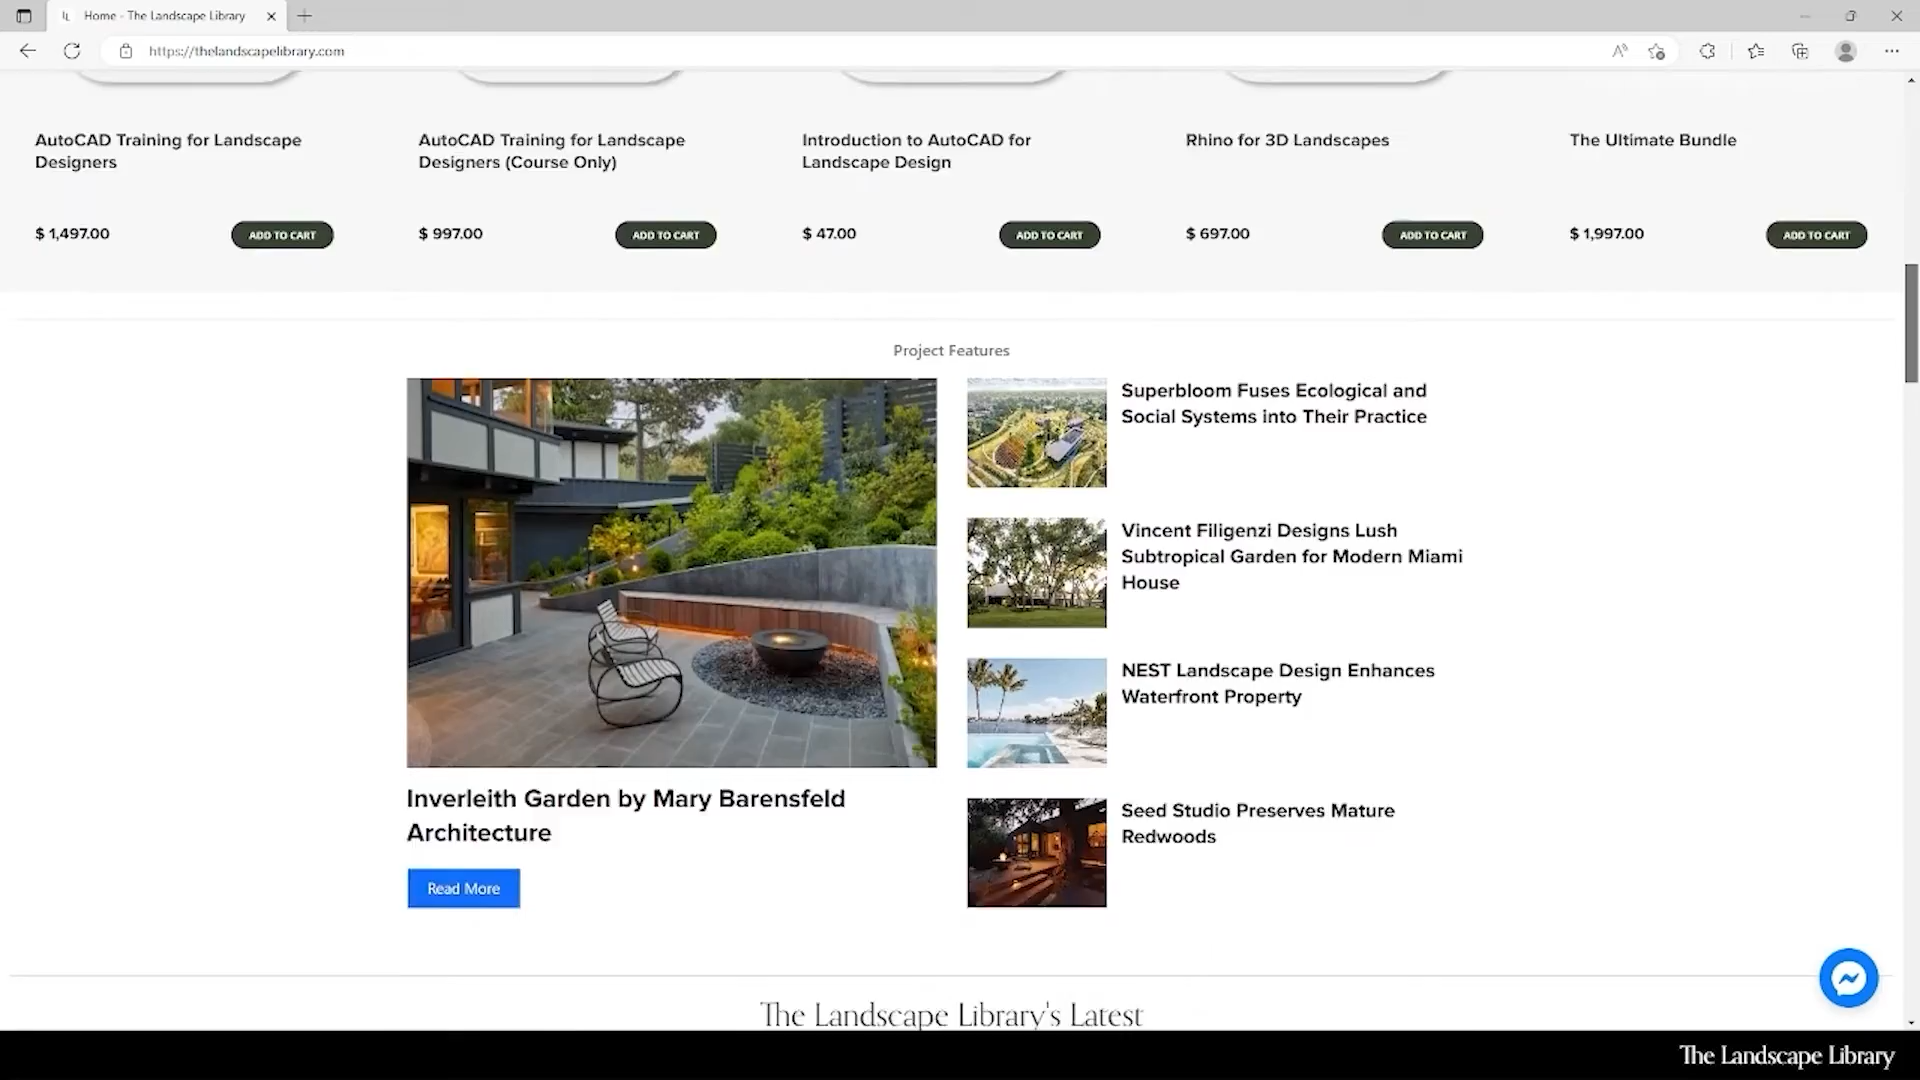 Home - The Landscape Library
https://thelandscapelibrary.com
AutoCAD Training for Landscape
Designers
$ 1,497.00
ADD TO CART
AutoCAD Training for Landscape
Designers (Course Only)
$ 997.00
ADD TO CART
Introduction to AutoCAD for
Landscape Design
$ 47.00
ADD TO CART
Rhino for 3D Landscapes
$ 697.00
ADD TO CART
The Ultimate Bundle
$ 1,997.00
ADD TO CART
Project Features
Inverleith Garden by Mary Barensfeld
Architecture
Read More
Superbloom Fuses Ecological and
Social Systems into Their Practice
Vincent Filigenzi Designs Lush
Subtropical Garden for Modern Miami
House
NEST Landscape Design Enhances
Waterfront Property
Seed Studio Preserves Mature
Redwoods
The Landscape Library's Latest
The Landscape Library